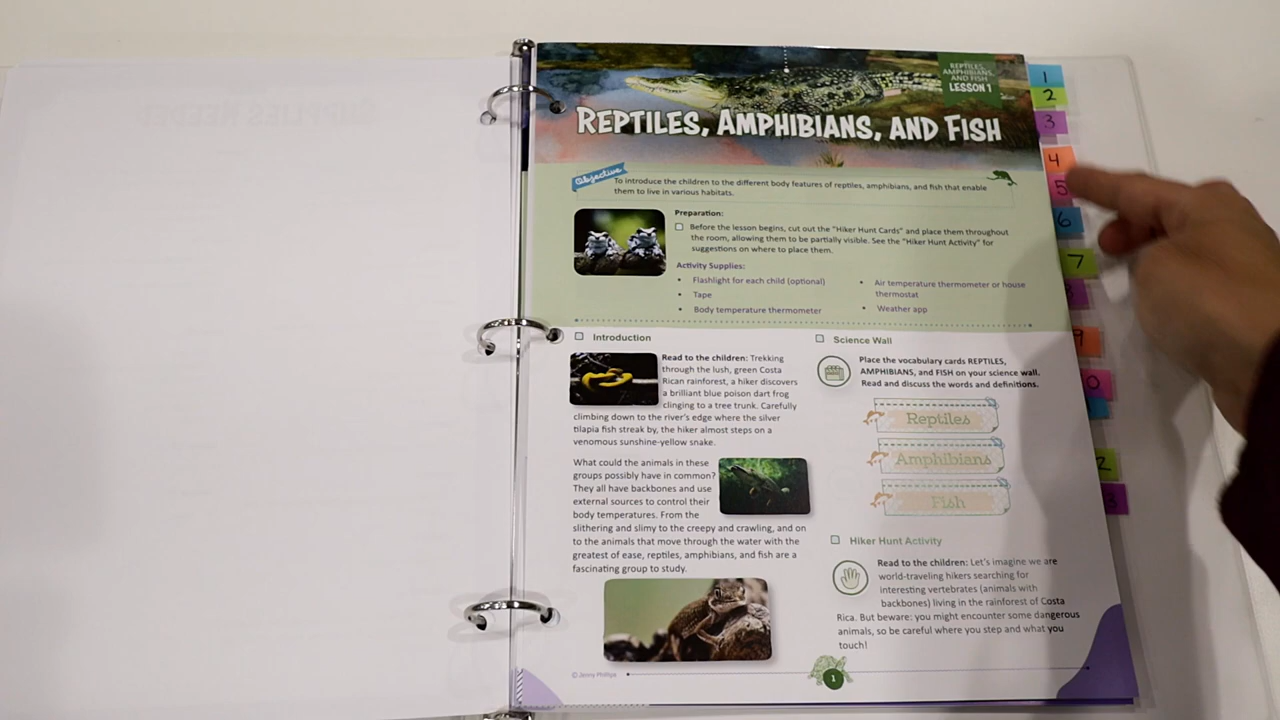 REPTILES,
AMPHIBIANS,
AND FISH
LESSON 1
REPTILES, AMPHIBIANS, AND FISH
Objective
To introduce the children to the different body features of reptiles, amphibians, and fish that enable
them to live in various habitats.
Preparation:
Before the lesson begins, cut out the "Hiker Hunt Cards" and place them throughout
the room, allowing them to be partially visible. See the "Hiker Hunt Activity" for
suggestions on where to place them.
Activity Supplies:
• Flashlight for each child (optional)
• Tape
• Body temperature thermometer
• Air temperature thermometer or house
thermostat
• Weather app
Introduction
Read to the children: Trekking
through the lush, green Costa
Rican rainforest, a hiker discovers
a brilliant blue poison dart frog
clinging to a tree trunk. Carefully
climbing down to the river's edge where the silver
tilapia fish streak by, the hiker almost steps on a
venomous sunshine-yellow snake.
What could the animals in these
groups possibly have in common?
They all have backbones and use
external sources to control their
body temperatures. From the
slithering and slimy to the creepy and crawling, and on
to the animals that move through the water with the
greatest of ease, reptiles, amphibians, and fish are a
fascinating group to study.
Science Wall
Place the vocabulary cards REPTILES,
AMPHIBIANS, and FISH on your science wall.
Read and discuss the words and definitions.
Reptiles
Amphibians
Fish
Hiker Hunt Activity
Read to the children: Let's imagine we are
world-traveling hikers searching for
interesting vertebrates (animals with
backbones) living in the rainforest of Costa
Rica. But beware: you might encounter some dangerous
animals, so be careful where you step and what you
touch!
© Jenny Phillips
1
1
2
3
4
5
6
7
8
9
0
2
3